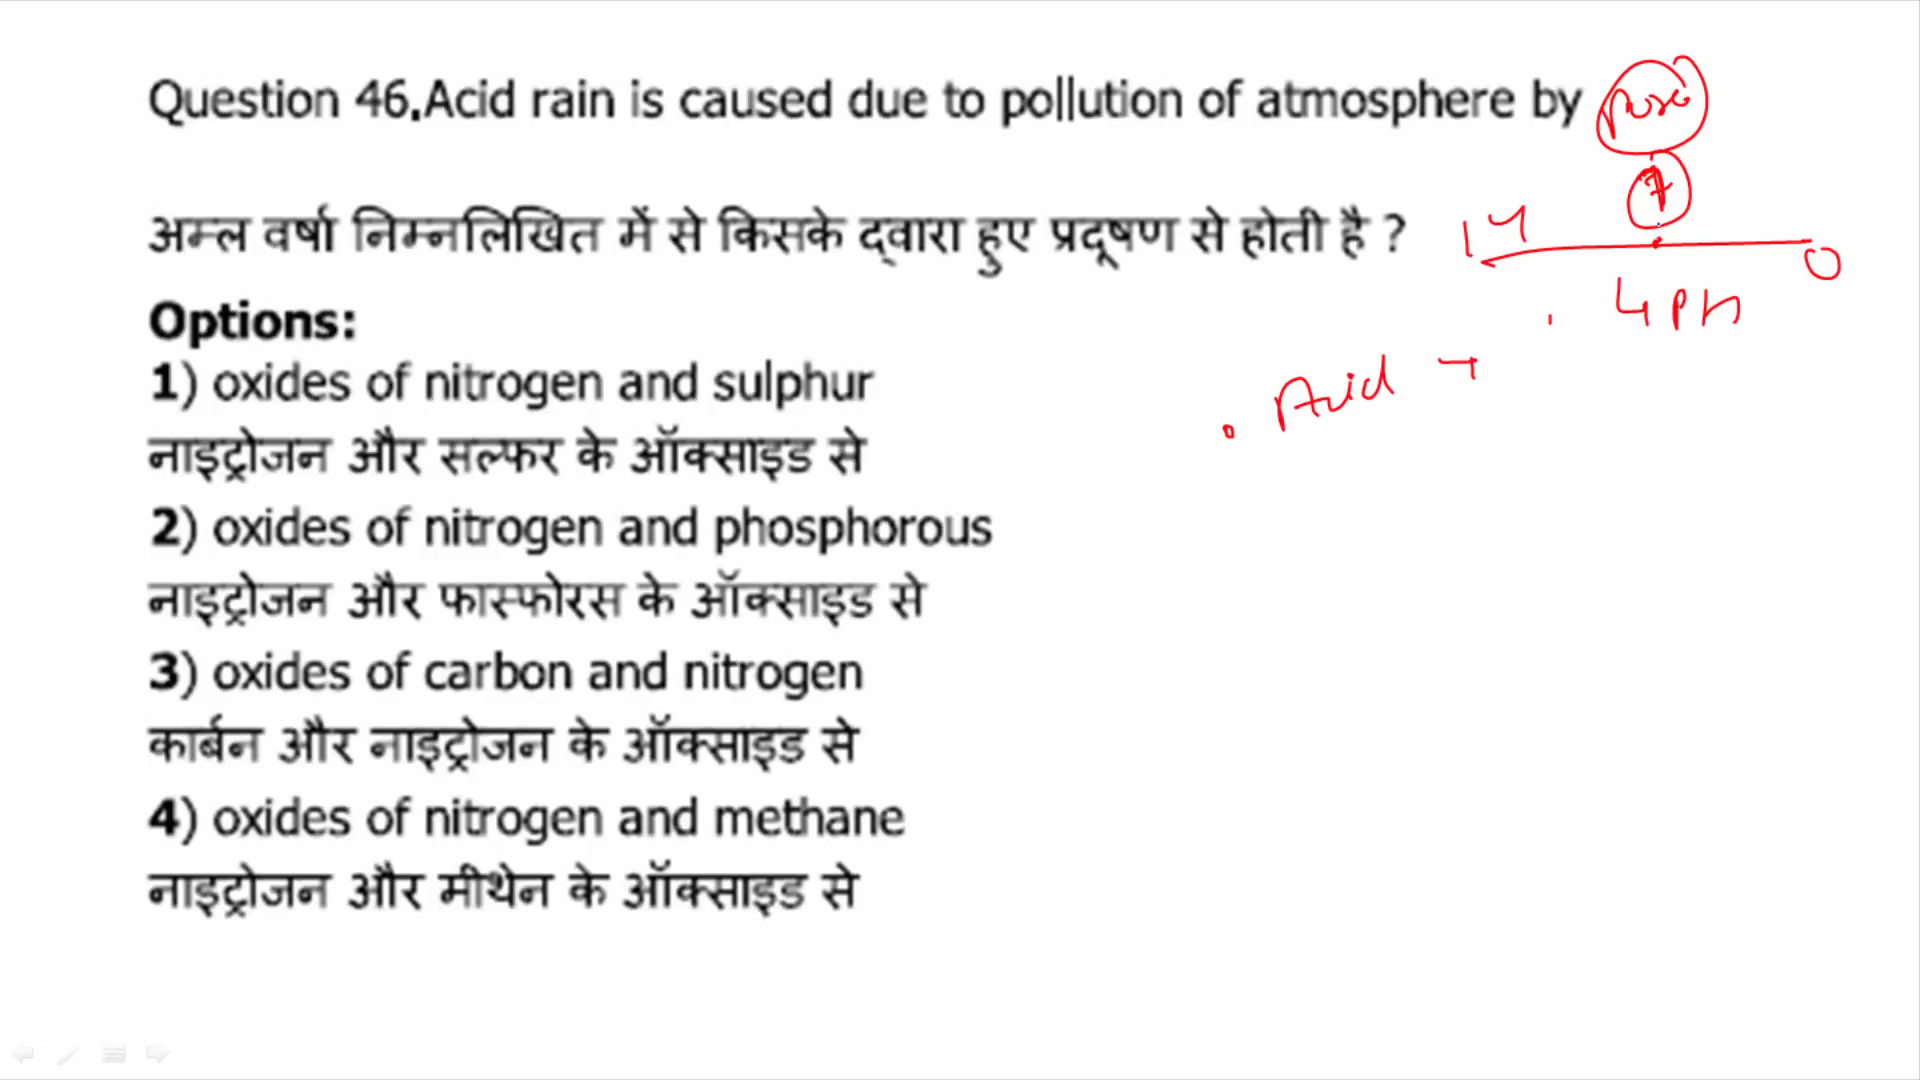 Question 46.Acid rain is caused due to pollution of atmosphere by
7
अम्ल वर्षा निम्नलिखित में से किसके द्वारा हुए प्रदूषण से होती है ?
14
0
4 PH
Options:
1) oxides of nitrogen and sulphur
Acid →
नाइट्रोजन और सल्फर के ऑक्साइड से
2) oxides of nitrogen and phosphorous
नाइट्रोजन और फास्फोरस के ऑक्साइड से
3) oxides of carbon and nitrogen
कार्बन और नाइट्रोजन के ऑक्साइड से
4) oxides of nitrogen and methane
नाइट्रोजन और मीथेन के ऑक्साइड से